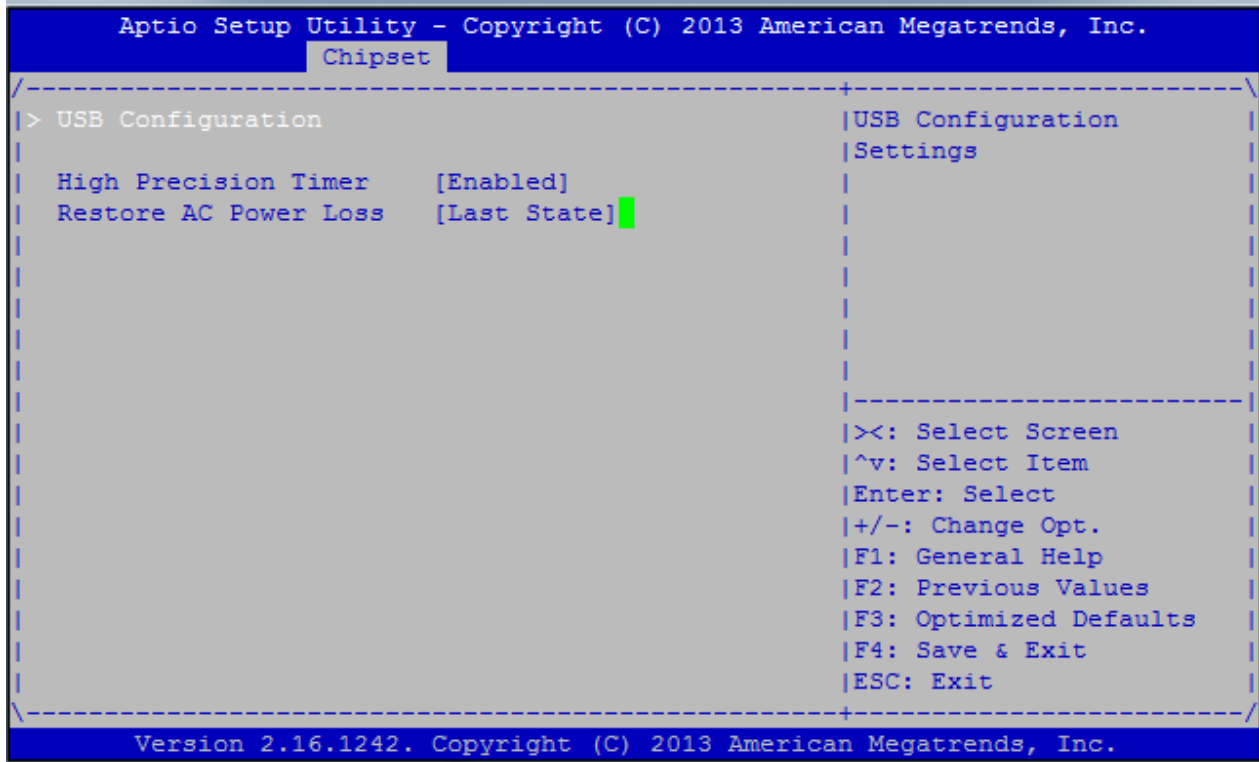 Aptio Setup Utility - Copyright (C) 2013 American Megatrends, Inc.
Chipset
/----------------------------------------------------+-------------------------\
|> USB Configuration |USB Configuration |
| |Settings |
| High Precision Timer [Enabled] | |
| Restore AC Power Loss [Last State] | |
| | |
| | |
| | |
| | |
| | |
| |-------------------------|
| |><: Select Screen |
| |^v: Select Item |
| |Enter: Select |
| |+/-: Change Opt. |
| |F1: General Help |
| |F2: Previous Values |
| |F3: Optimized Defaults |
| |F4: Save & Exit |
| |ESC: Exit |
\----------------------------------------------------+-------------------------/
Version 2.16.1242. Copyright (C) 2013 American Megatrends, Inc.